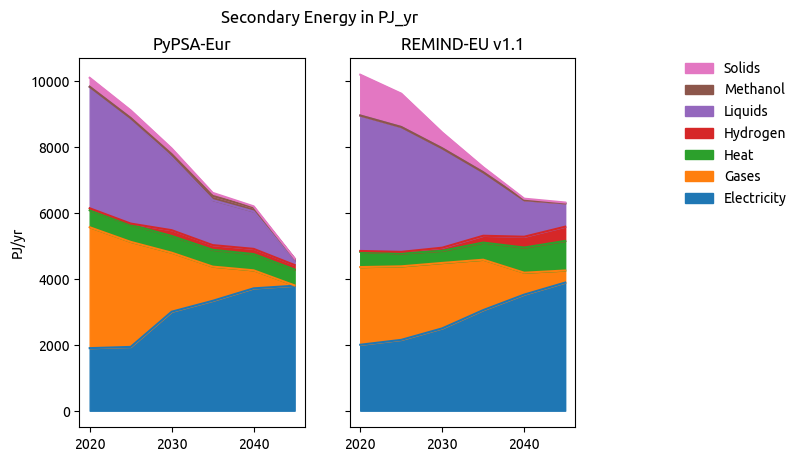 Secondary Energy in PJ_yr
PyPSA-Eur
REMIND-EU v1.1
PJ/yr
10000
8000
6000
4000
2000
0
2020
2030
2040
2020
2030
2040
Solids
Methanol
Liquids
Hydrogen
Heat
Gases
Electricity